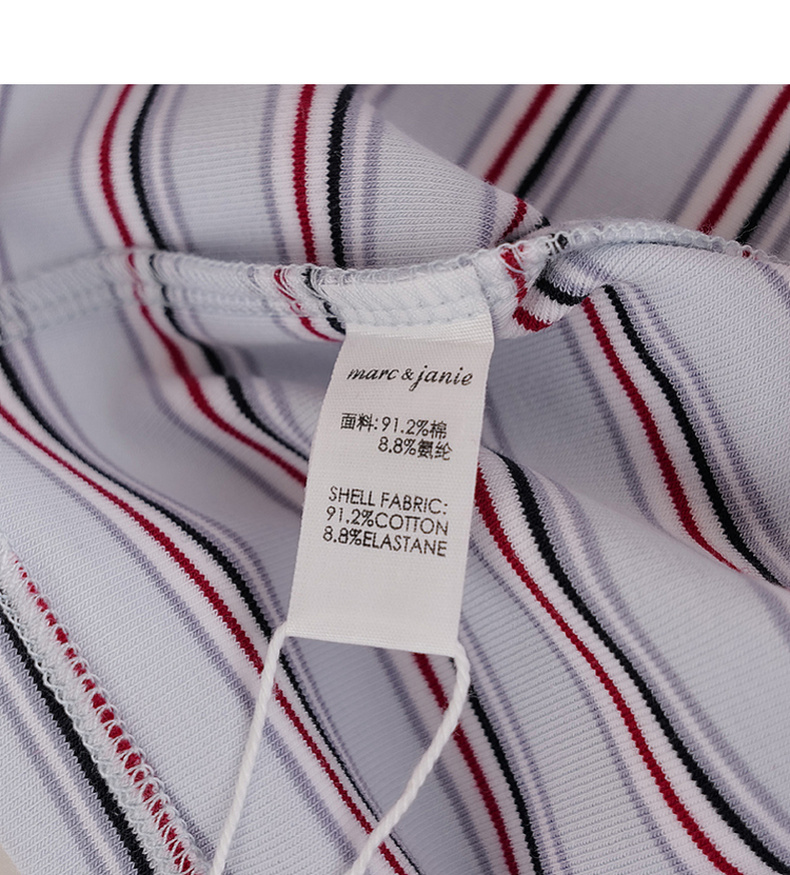 marc & janie
面料: 91.2%棉
8.8%氨纶
SHELL FABRIC:
91.2%COTTON
8.8%ELASTANE